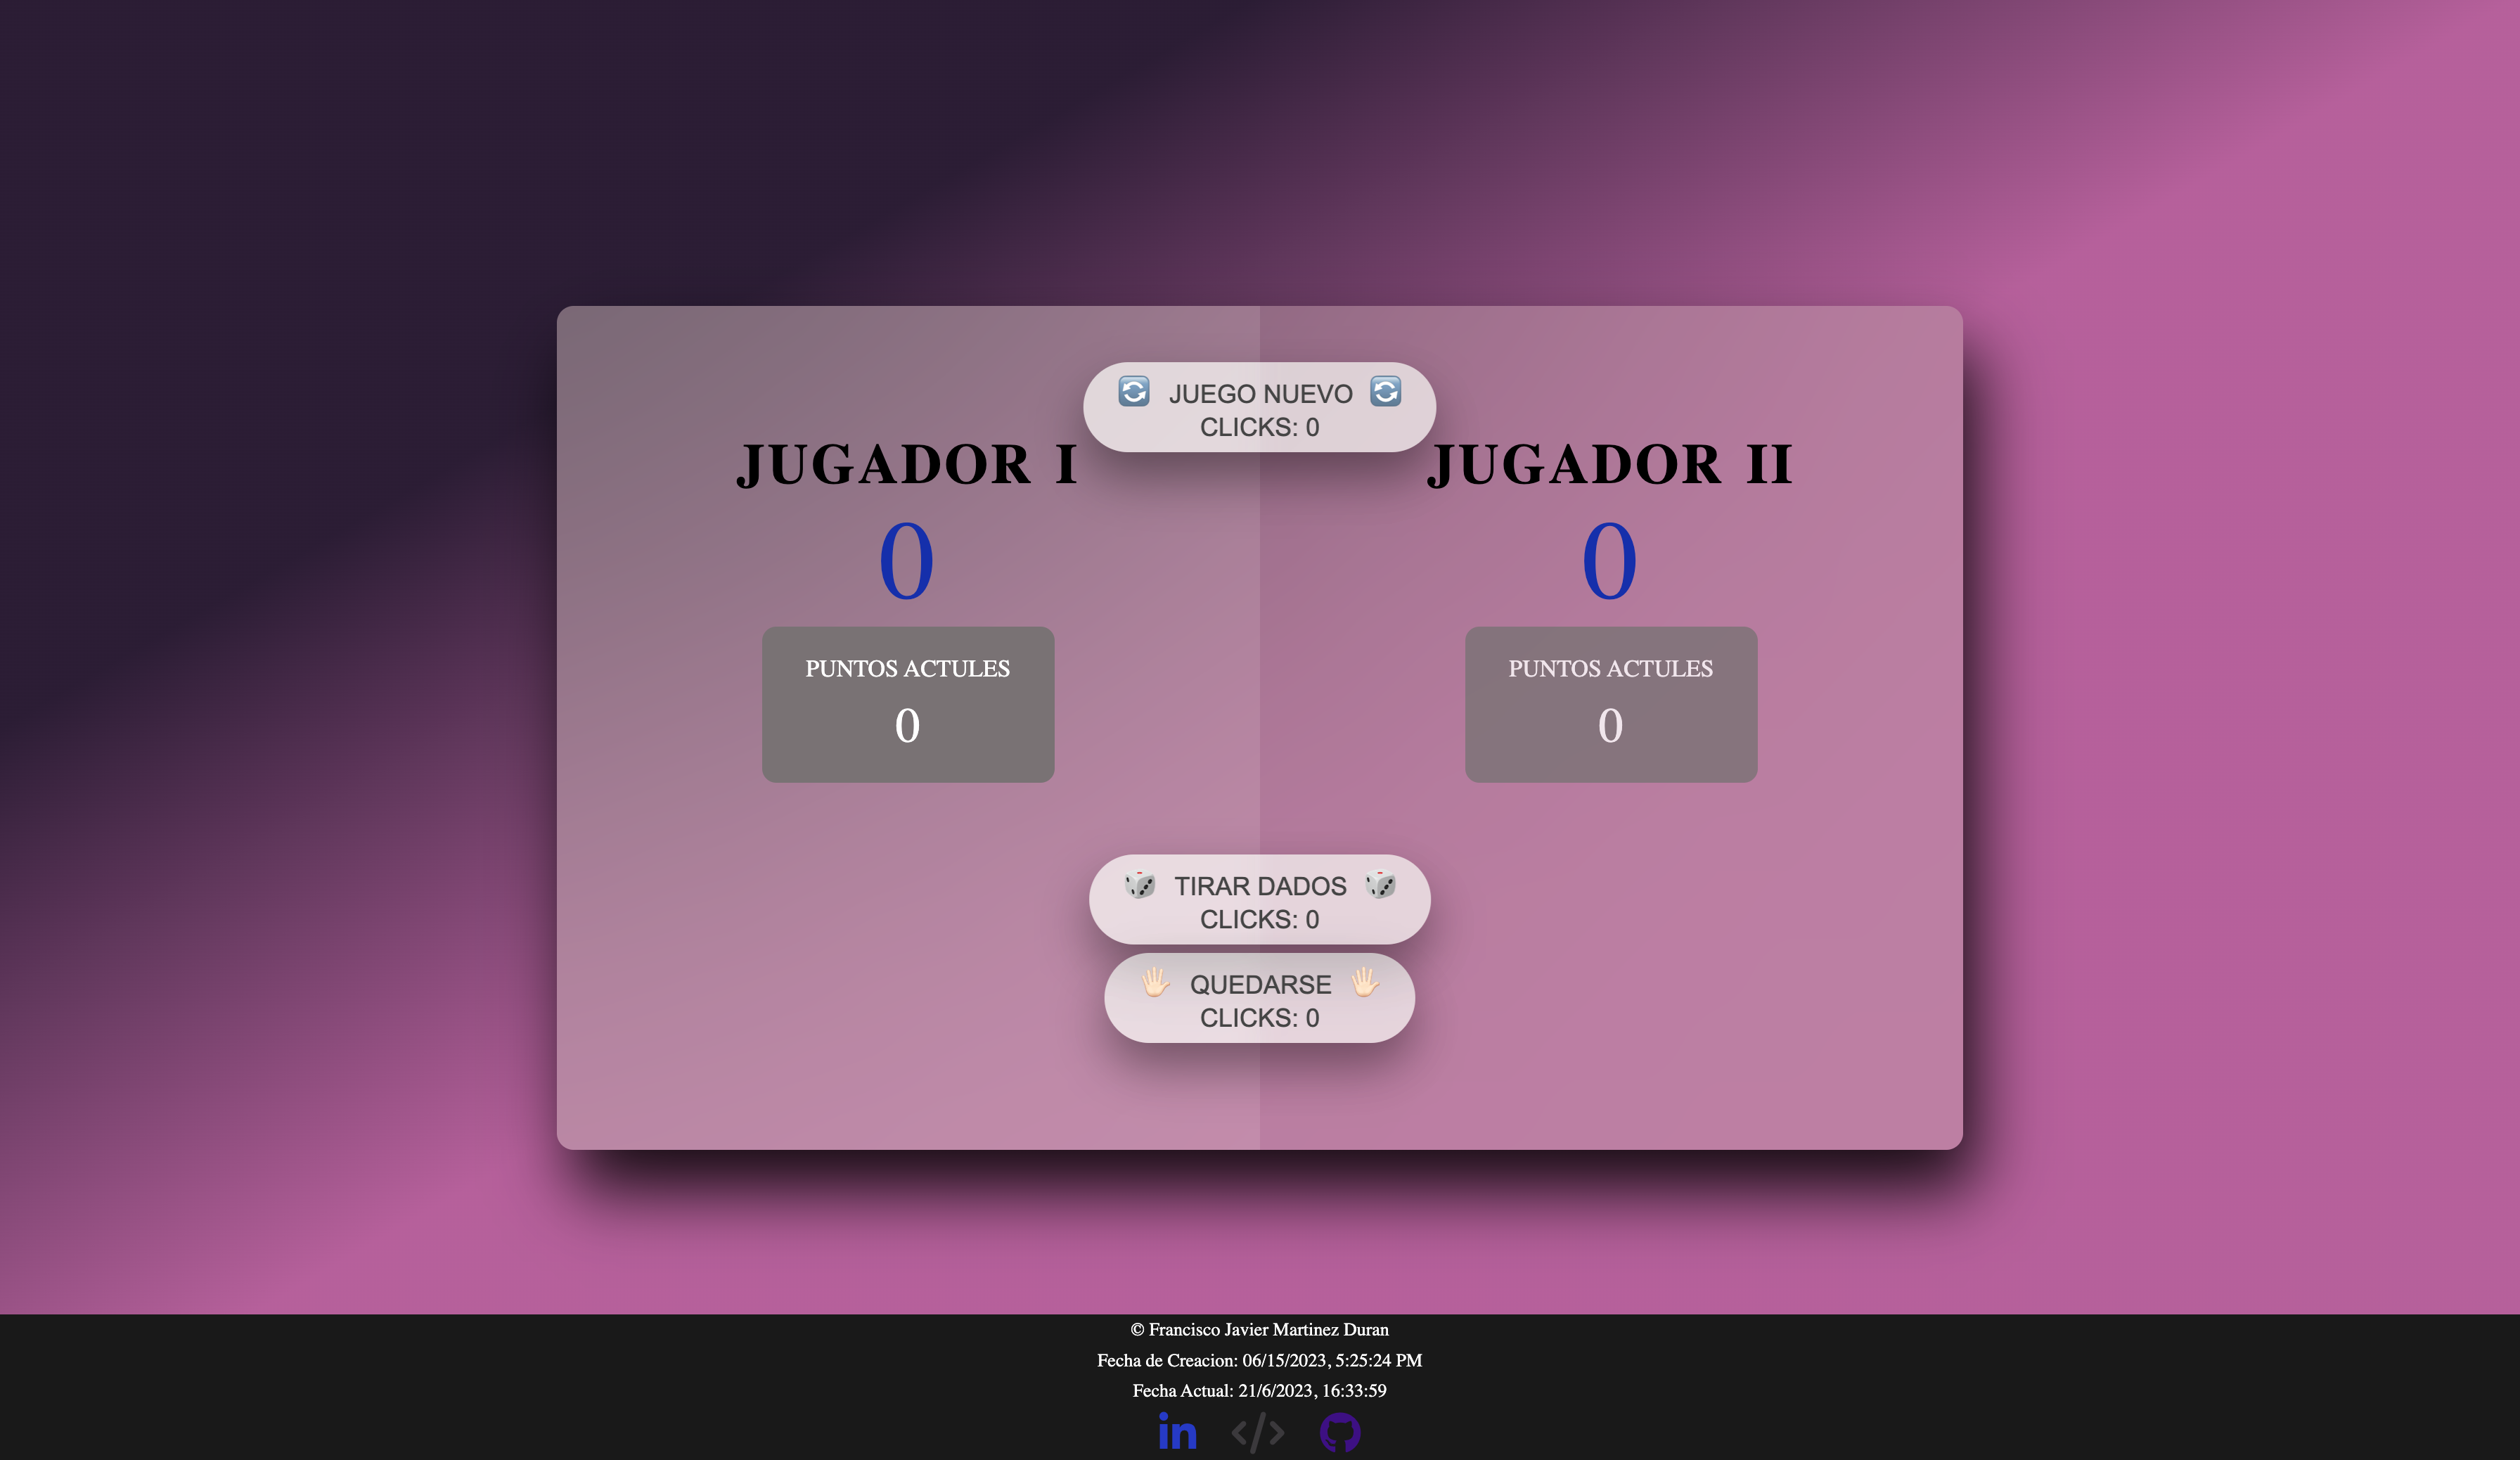 🔄 JUEGO NUEVO 🔄
CLICKS: 0
JUGADOR I
0
PUNTOS ACTULES
0
JUGADOR II
0
PUNTOS ACTULES
0
🎲 TIRAR DADOS 🎲
CLICKS: 0
🖐🏻 QUEDARSE 🖐🏻
CLICKS: 0
© Francisco Javier Martinez Duran
Fecha de Creacion: 06/15/2023, 5:25:24 PM
Fecha Actual: 21/6/2023, 16:33:59
in </>